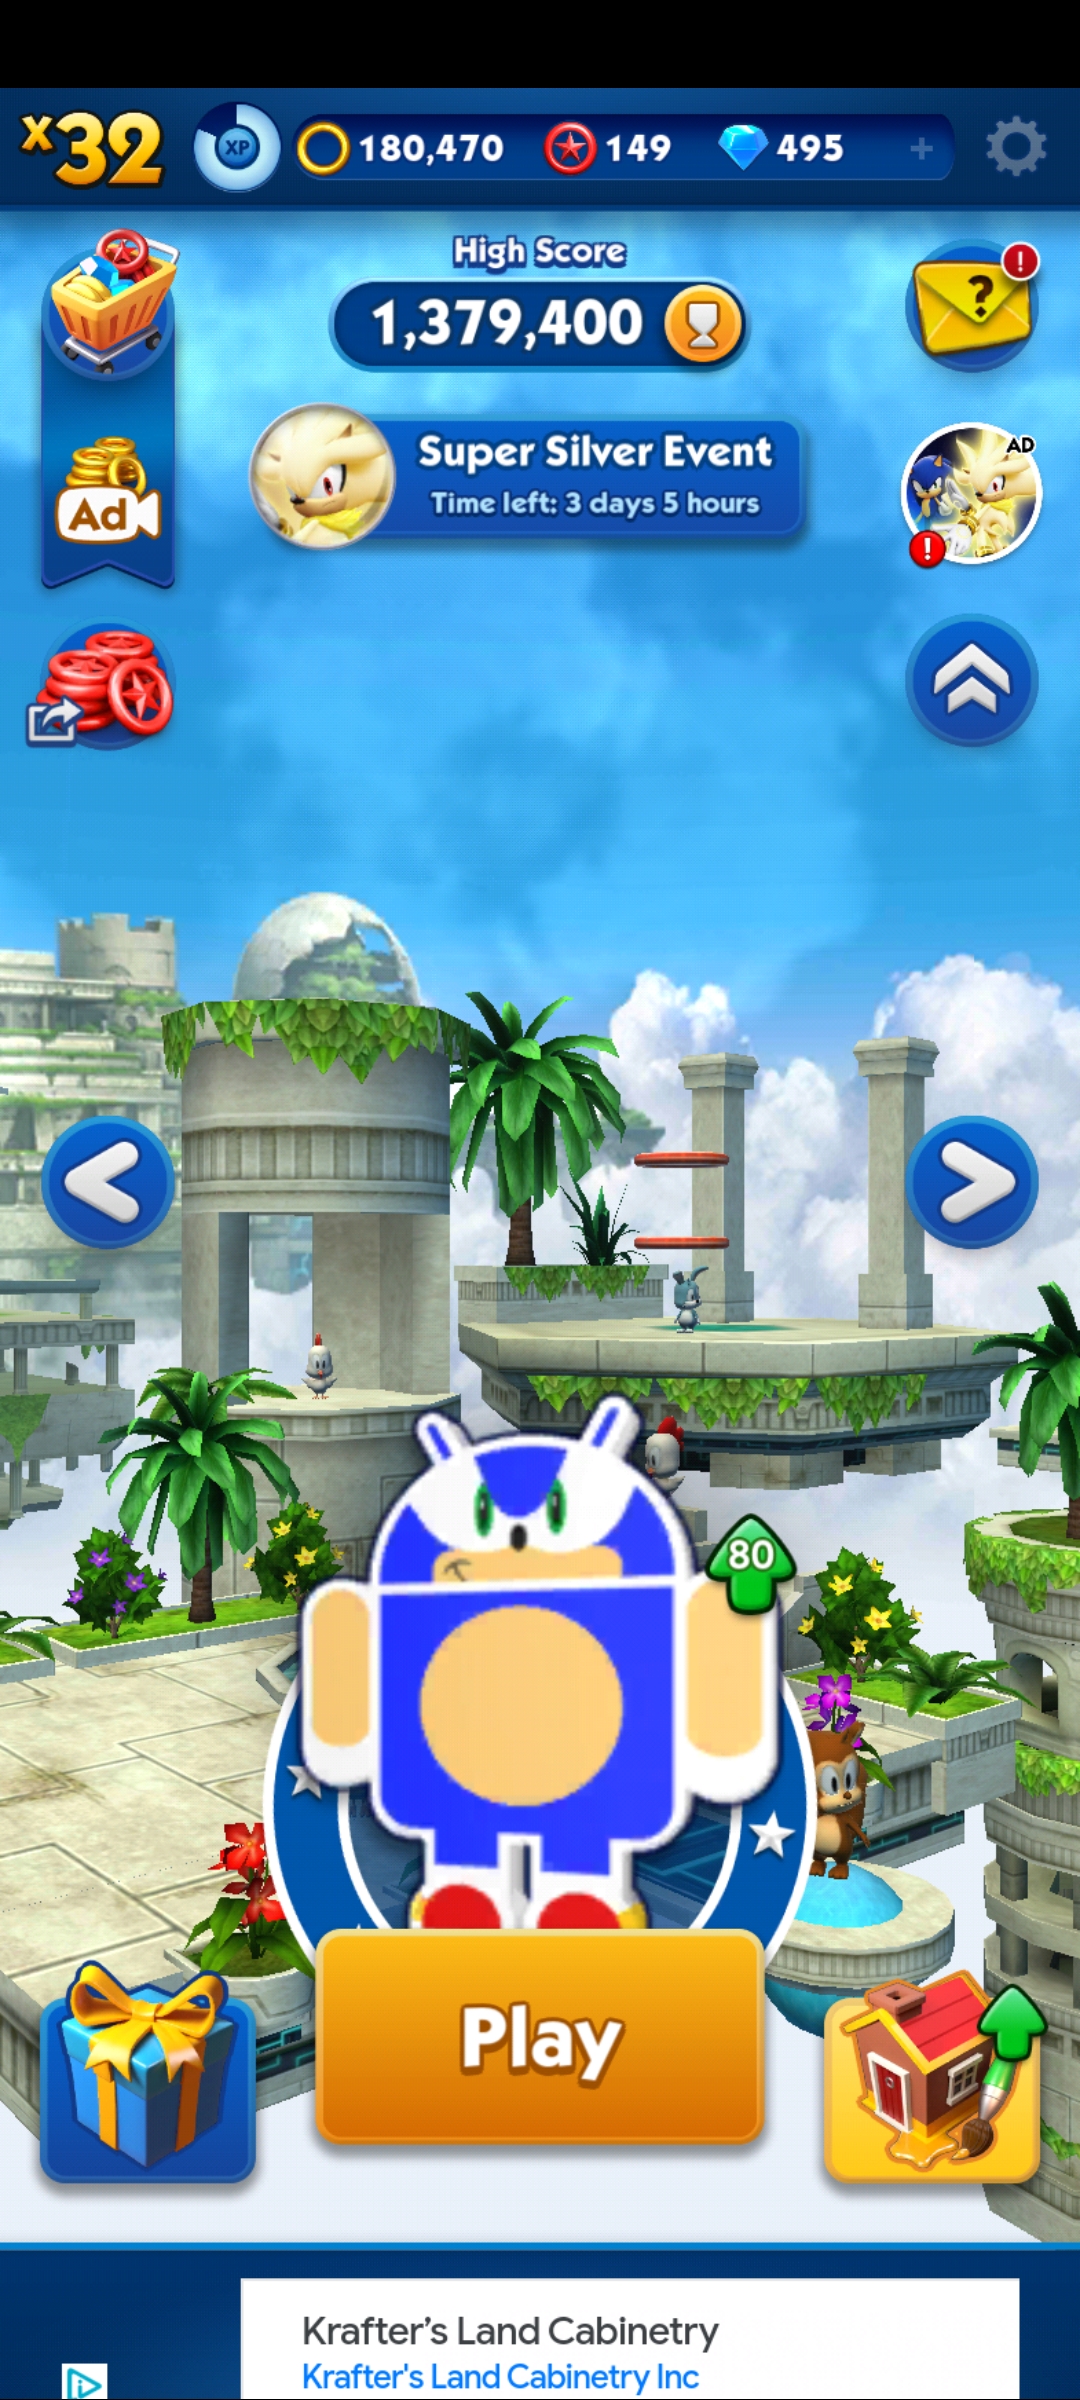 x32
XP
180,470
149
495
+
High Score
1,379,400
?
!
Super Silver Event
Time left: 3 days 5 hours
AD
!
Ad
80
Play
Krafter's Land Cabinetry
Krafter's Land Cabinetry Inc